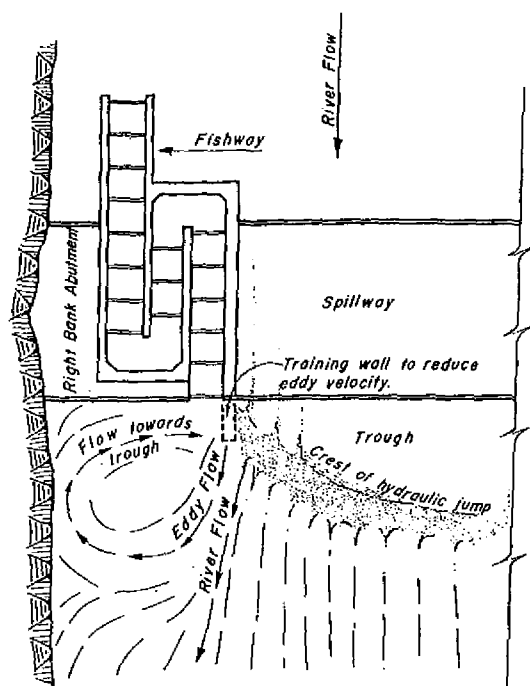 River Flow
Fishway
Right Bank Abutment
Spillway
Training wall to reduce
eddy velocity.
Flow towards
trough
Trough
Crest of hydraulic jump
Eddy Flow
River Flow